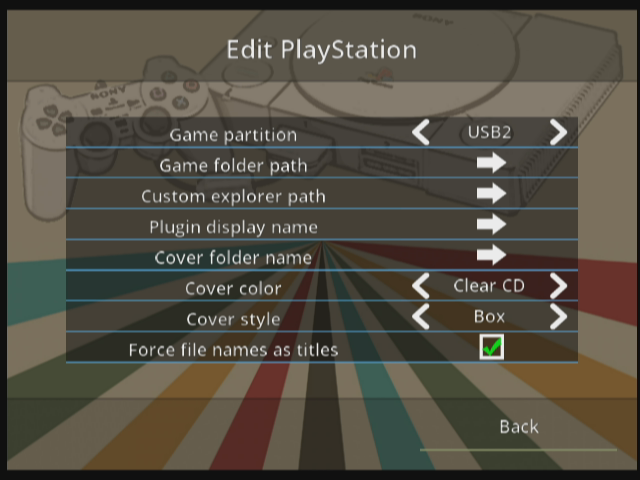 Edit PlayStation
SONY
Game partition USB2
Game folder path
Custom explorer path
Plugin display name
Cover folder name
Cover color Clear CD
Cover style Box
Force file names as titles
Back